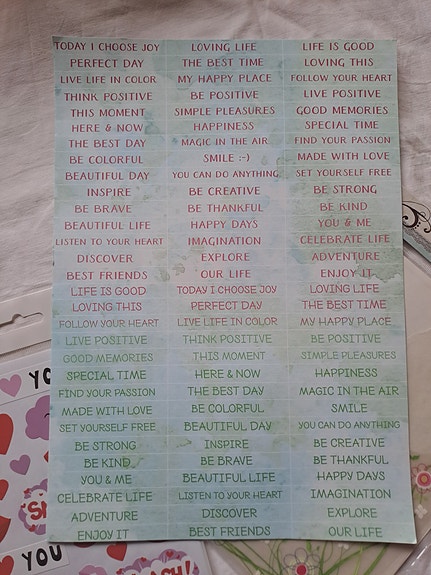 TODAY I CHOOSE JOY LOVING LIFE LIFE IS GOOD
PERFECT DAY THE BEST TIME LOVING THIS
LIVE LIFE IN COLOR MY HAPPY PLACE FOLLOW YOUR HEART
THINK POSITIVE BE POSITIVE LIVE POSITIVE
THIS MOMENT SIMPLE PLEASURES GOOD MEMORIES
HERE & NOW HAPPINESS SPECIAL TIME
THE BEST DAY MAGIC IN THE AIR FIND YOUR PASSION
BE COLORFUL SMILE :-) MADE WITH LOVE
BEAUTIFUL DAY YOU CAN DO ANYTHING SET YOURSELF FREE
INSPIRE BE CREATIVE BE STRONG
BE BRAVE BE THANKFUL BE KIND
BEAUTIFUL LIFE HAPPY DAYS YOU & ME
LISTEN TO YOUR HEART IMAGINATION CELEBRATE LIFE
DISCOVER EXPLORE ADVENTURE
BEST FRIENDS OUR LIFE ENJOY IT
LIFE IS GOOD TODAY I CHOOSE JOY LOVING LIFE
LOVING THIS PERFECT DAY THE BEST TIME
FOLLOW YOUR HEART LIVE LIFE IN COLOR MY HAPPY PLACE
LIVE POSITIVE THINK POSITIVE BE POSITIVE
GOOD MEMORIES THIS MOMENT SIMPLE PLEASURES
SPECIAL TIME HERE & NOW HAPPINESS
FIND YOUR PASSION THE BEST DAY MAGIC IN THE AIR
MADE WITH LOVE BE COLORFUL SMILE
SET YOURSELF FREE BEAUTIFUL DAY YOU CAN DO ANYTHING
BE STRONG INSPIRE BE CREATIVE
BE KIND BE BRAVE BE THANKFUL
YOU & ME BEAUTIFUL LIFE HAPPY DAYS
CELEBRATE LIFE LISTEN TO YOUR HEART IMAGINATION
ADVENTURE DISCOVER EXPLORE
ENJOY IT BEST FRIENDS OUR LIFE
YOU